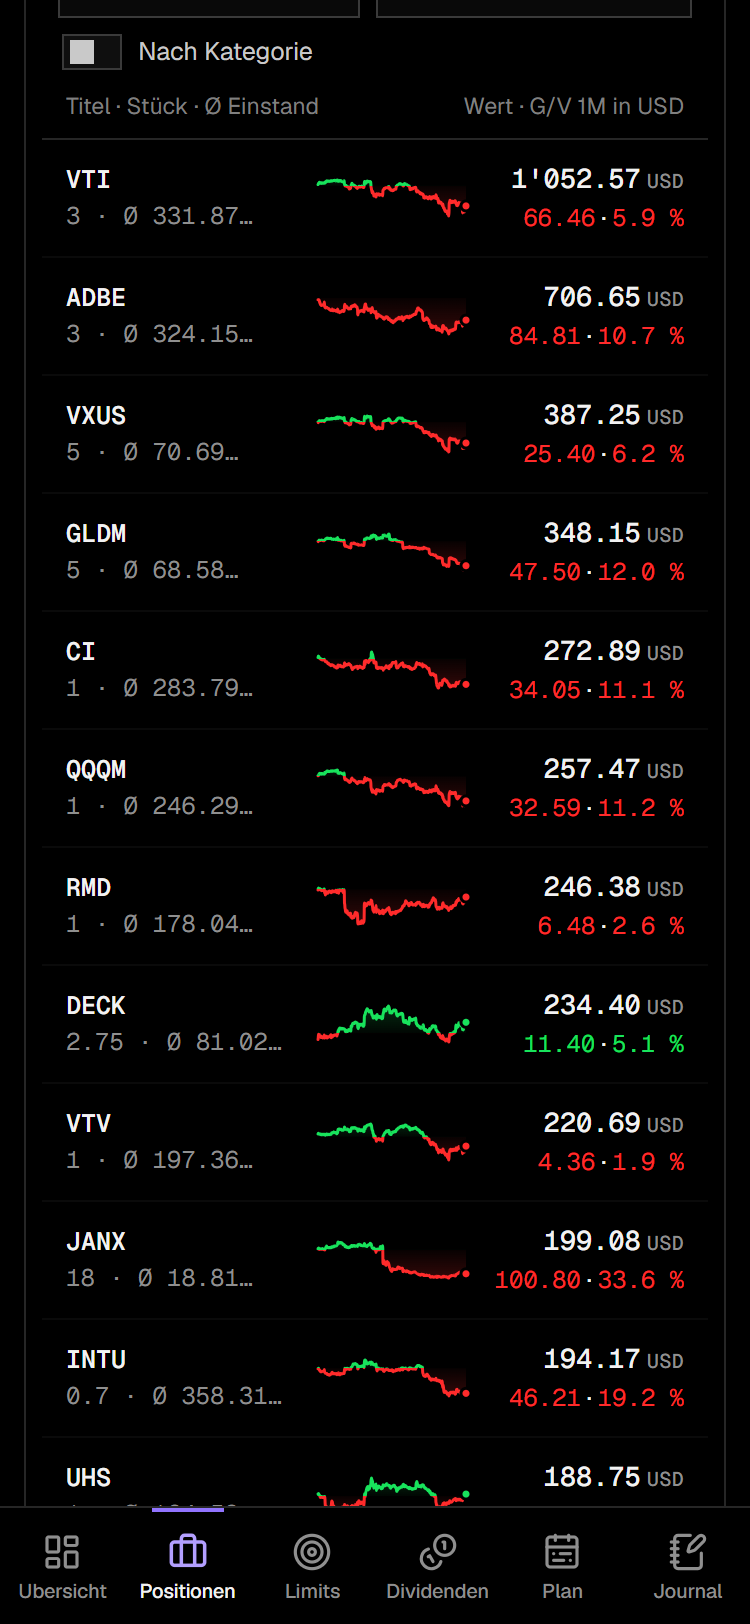 Nach Kategorie
Titel · Stück · Ø Einstand Wert · G/V 1M in USD
VTI 1'052.57 USD
3 · Ø 331.87… 66.46·5.9 %
ADBE 706.65 USD
3 · Ø 324.15… 84.81·10.7 %
VXUS 387.25 USD
5 · Ø 70.69… 25.40·6.2 %
GLDM 348.15 USD
5 · Ø 68.58… 47.50·12.0 %
CI 272.89 USD
1 · Ø 283.79… 34.05·11.1 %
QQQM 257.47 USD
1 · Ø 246.29… 32.59·11.2 %
RMD 246.38 USD
1 · Ø 178.04… 6.48·2.6 %
DECK 234.40 USD
2.75 · Ø 81.02… 11.40·5.1 %
VTV 220.69 USD
1 · Ø 197.36… 4.36·1.9 %
JANX 199.08 USD
18 · Ø 18.81… 100.80·33.6 %
INTU 194.17 USD
0.7 · Ø 358.31… 46.21·19.2 %
UHS 188.75 USD
Übersicht Positionen Limits Dividenden Plan Journal